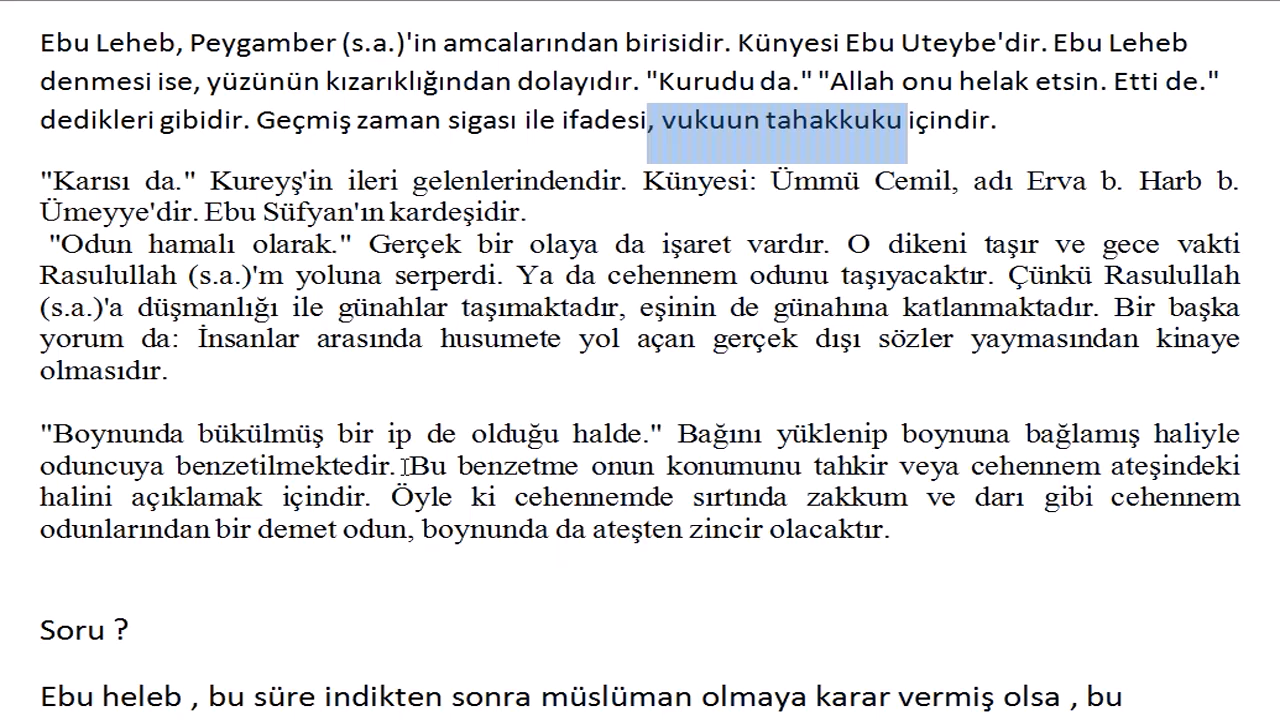 Ebu Leheb, Peygamber (s.a.)'in amcalarından birisidir. Künyesi Ebu Uteybe'dir. Ebu Leheb
denmesi ise, yüzünün kızarıklığından dolayıdır. "Kurudu da." "Allah onu helak etsin. Etti de."
dedikleri gibidir. Geçmiş zaman sigası ile ifadesi, vukuun tahakkuku içindir.
"Karısı da." Kureyş'in ileri gelenlerindendir. Künyesi: Ümmü Cemil, adı Erva b. Harb b.
Ümeyye'dir. Ebu Süfyan'ın kardeşidir.
"Odun hamalı olarak." Gerçek bir olaya da işaret vardır. O dikeni taşır ve gece vakti
Rasulullah (s.a.)'m yoluna serperdi. Ya da cehennem odunu taşıyacaktır. Çünkü Rasulullah
(s.a.)'a düşmanlığı ile günahlar taşımaktadır, eşinin de günahına katlanmaktadır. Bir başka
yorum da: İnsanlar arasında husumete yol açan gerçek dışı sözler yaymasından kinaye
olmasıdır.
"Boynunda bükülmüş bir ip de olduğu halde." Bağını yüklenip boynuna bağlamış haliyle
oduncuya benzetilmektedir. Bu benzetme onun konumunu tahkir veya cehennem ateşindeki
halini açıklamak içindir. Öyle ki cehennemde sırtında zakkum ve darı gibi cehennem
odunlarından bir demet odun, boynunda da ateşten zincir olacaktır.
Soru ?
Ebu heleb , bu süre indikten sonra müslüman olmaya karar vermiş olsa , bu